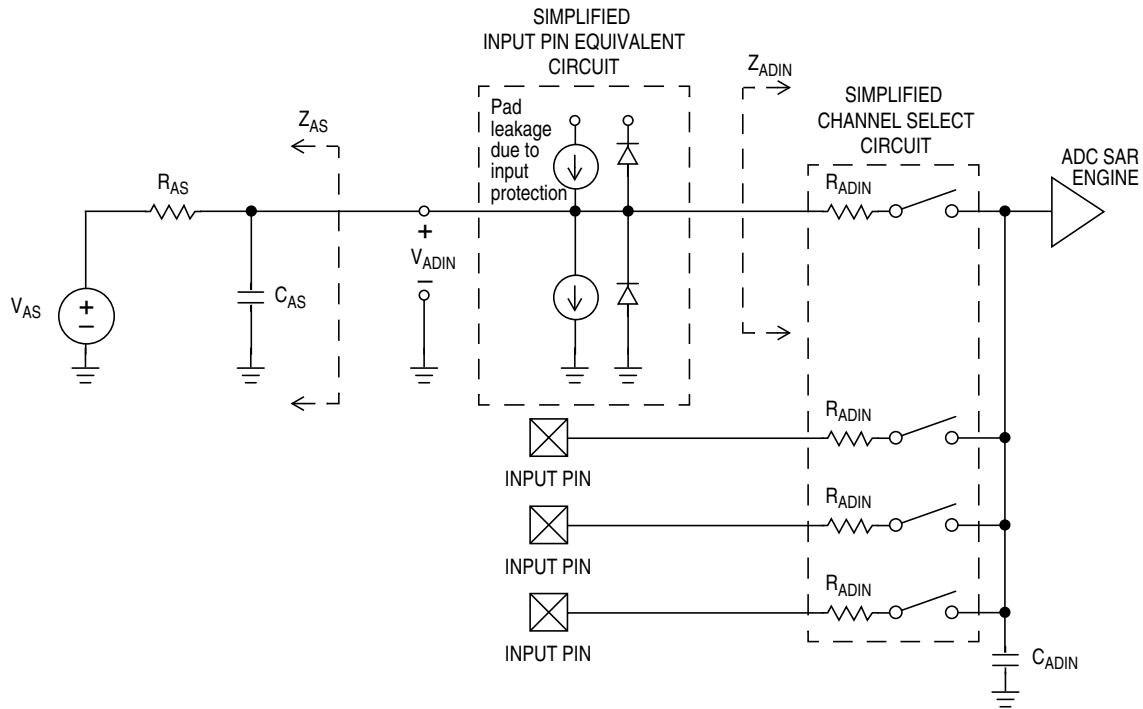 SIMPLIFIED
INPUT PIN EQUIVALENT
CIRCUIT
Z_ADIN
SIMPLIFIED
CHANNEL SELECT
CIRCUIT
Pad
leakage
due to
input
protection
Z_AS
R_AS
R_ADIN
ADC SAR
ENGINE
+
V_ADIN
–
V_AS
+
–
C_AS
R_ADIN
INPUT PIN
R_ADIN
INPUT PIN
R_ADIN
INPUT PIN
C_ADIN